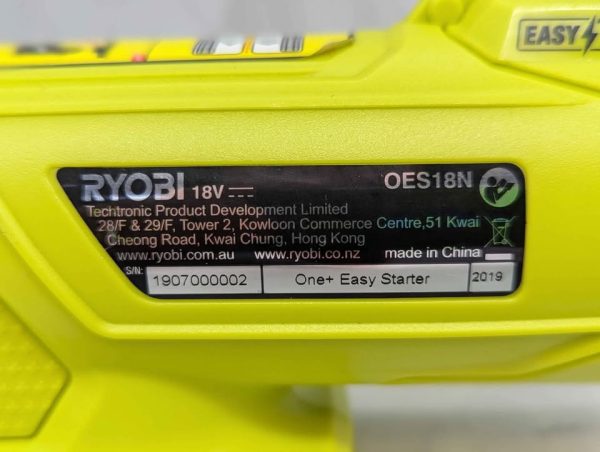 EASY
RYOBI 18V
OES18N
Techtronic Product Development Limited
28/F & 29/F, Tower 2, Kowloon Commerce Centre,51 Kwai
Cheong Road, Kwai Chung, Hong Kong
www.ryobi.com.au www.ryobi.co.nz made in China
S/N: 1907000002 One+ Easy Starter 2019